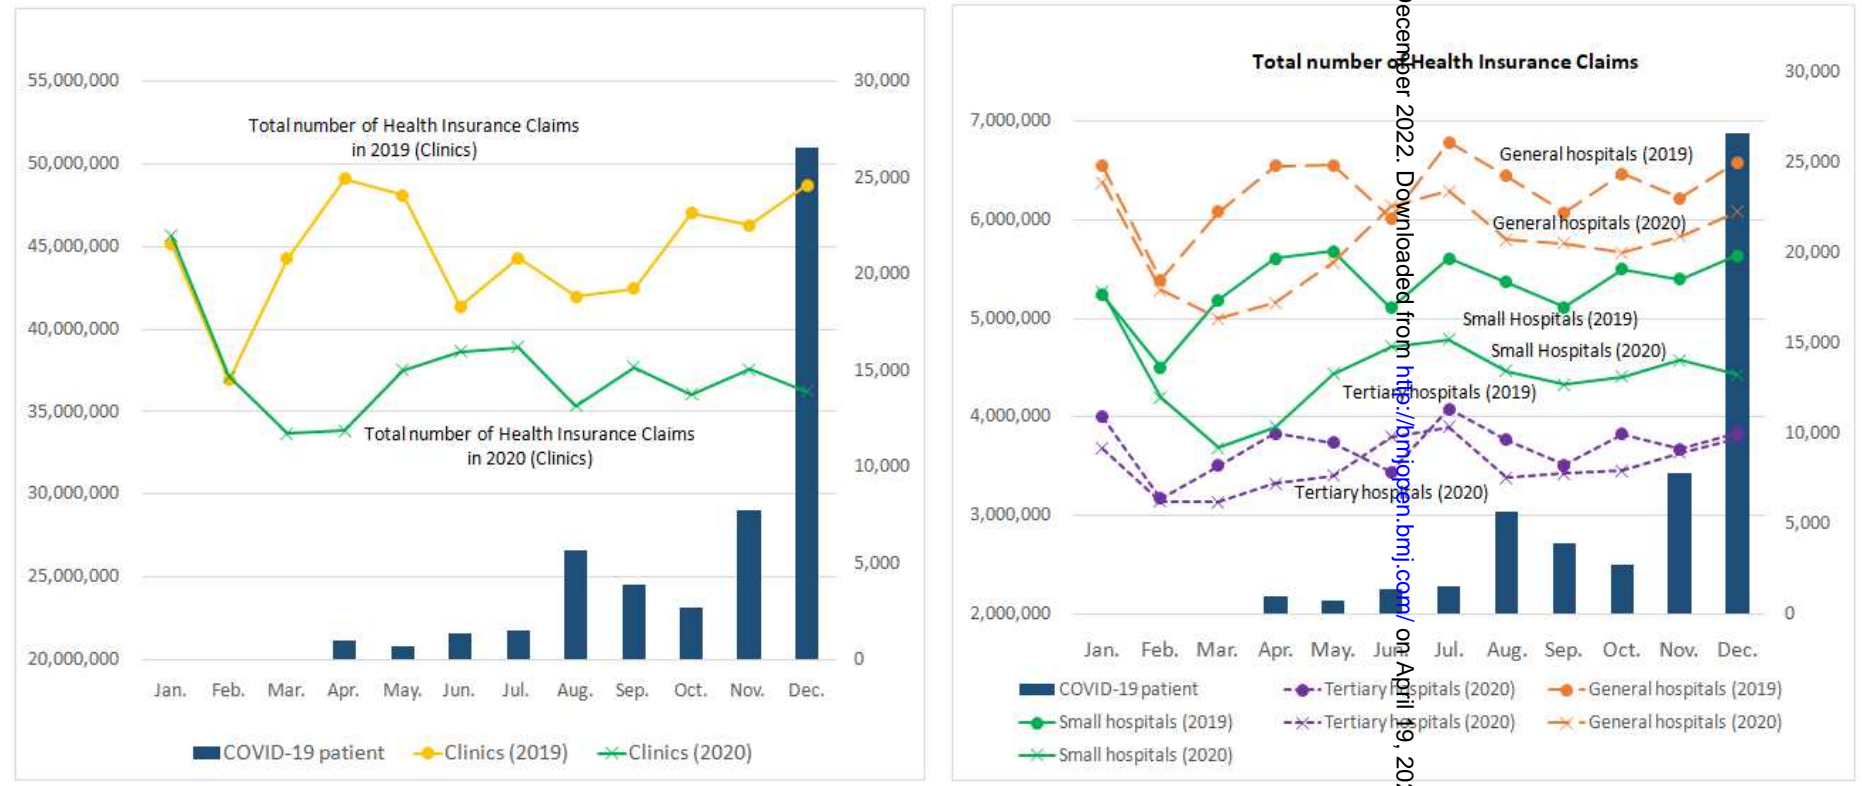 55,000,000
50,000,000
45,000,000
40,000,000
35,000,000
30,000,000
25,000,000
20,000,000
30,000
25,000
20,000
15,000
10,000
5,000
0
Total number of Health Insurance Claims
in 2019 (Clinics)
Total number of Health Insurance Claims
in 2020 (Clinics)
Jan. Feb. Mar. Apr. May. Jun. Jul. Aug. Sep. Oct. Nov. Dec.
COVID-19 patient Clinics (2019) Clinics (2020)
Total number of Health Insurance Claims
7,000,000
6,000,000
5,000,000
4,000,000
3,000,000
2,000,000
30,000
25,000
20,000
15,000
10,000
5,000
0
General hospitals (2019)
General hospitals (2020)
Small Hospitals (2019)
Small Hospitals (2020)
Tertiary hospitals (2019)
Tertiary hospitals (2020)
Jan. Feb. Mar. Apr. May. Jun. Jul. Aug. Sep. Oct. Nov. Dec.
COVID-19 patient Tertiary hospitals (2020) General hospitals (2019)
Small hospitals (2019) Tertiary hospitals (2020) General hospitals (2020)
Small hospitals (2020)
December 2022. Downloaded from http://bmjopen.bmj.com/ on April 19,